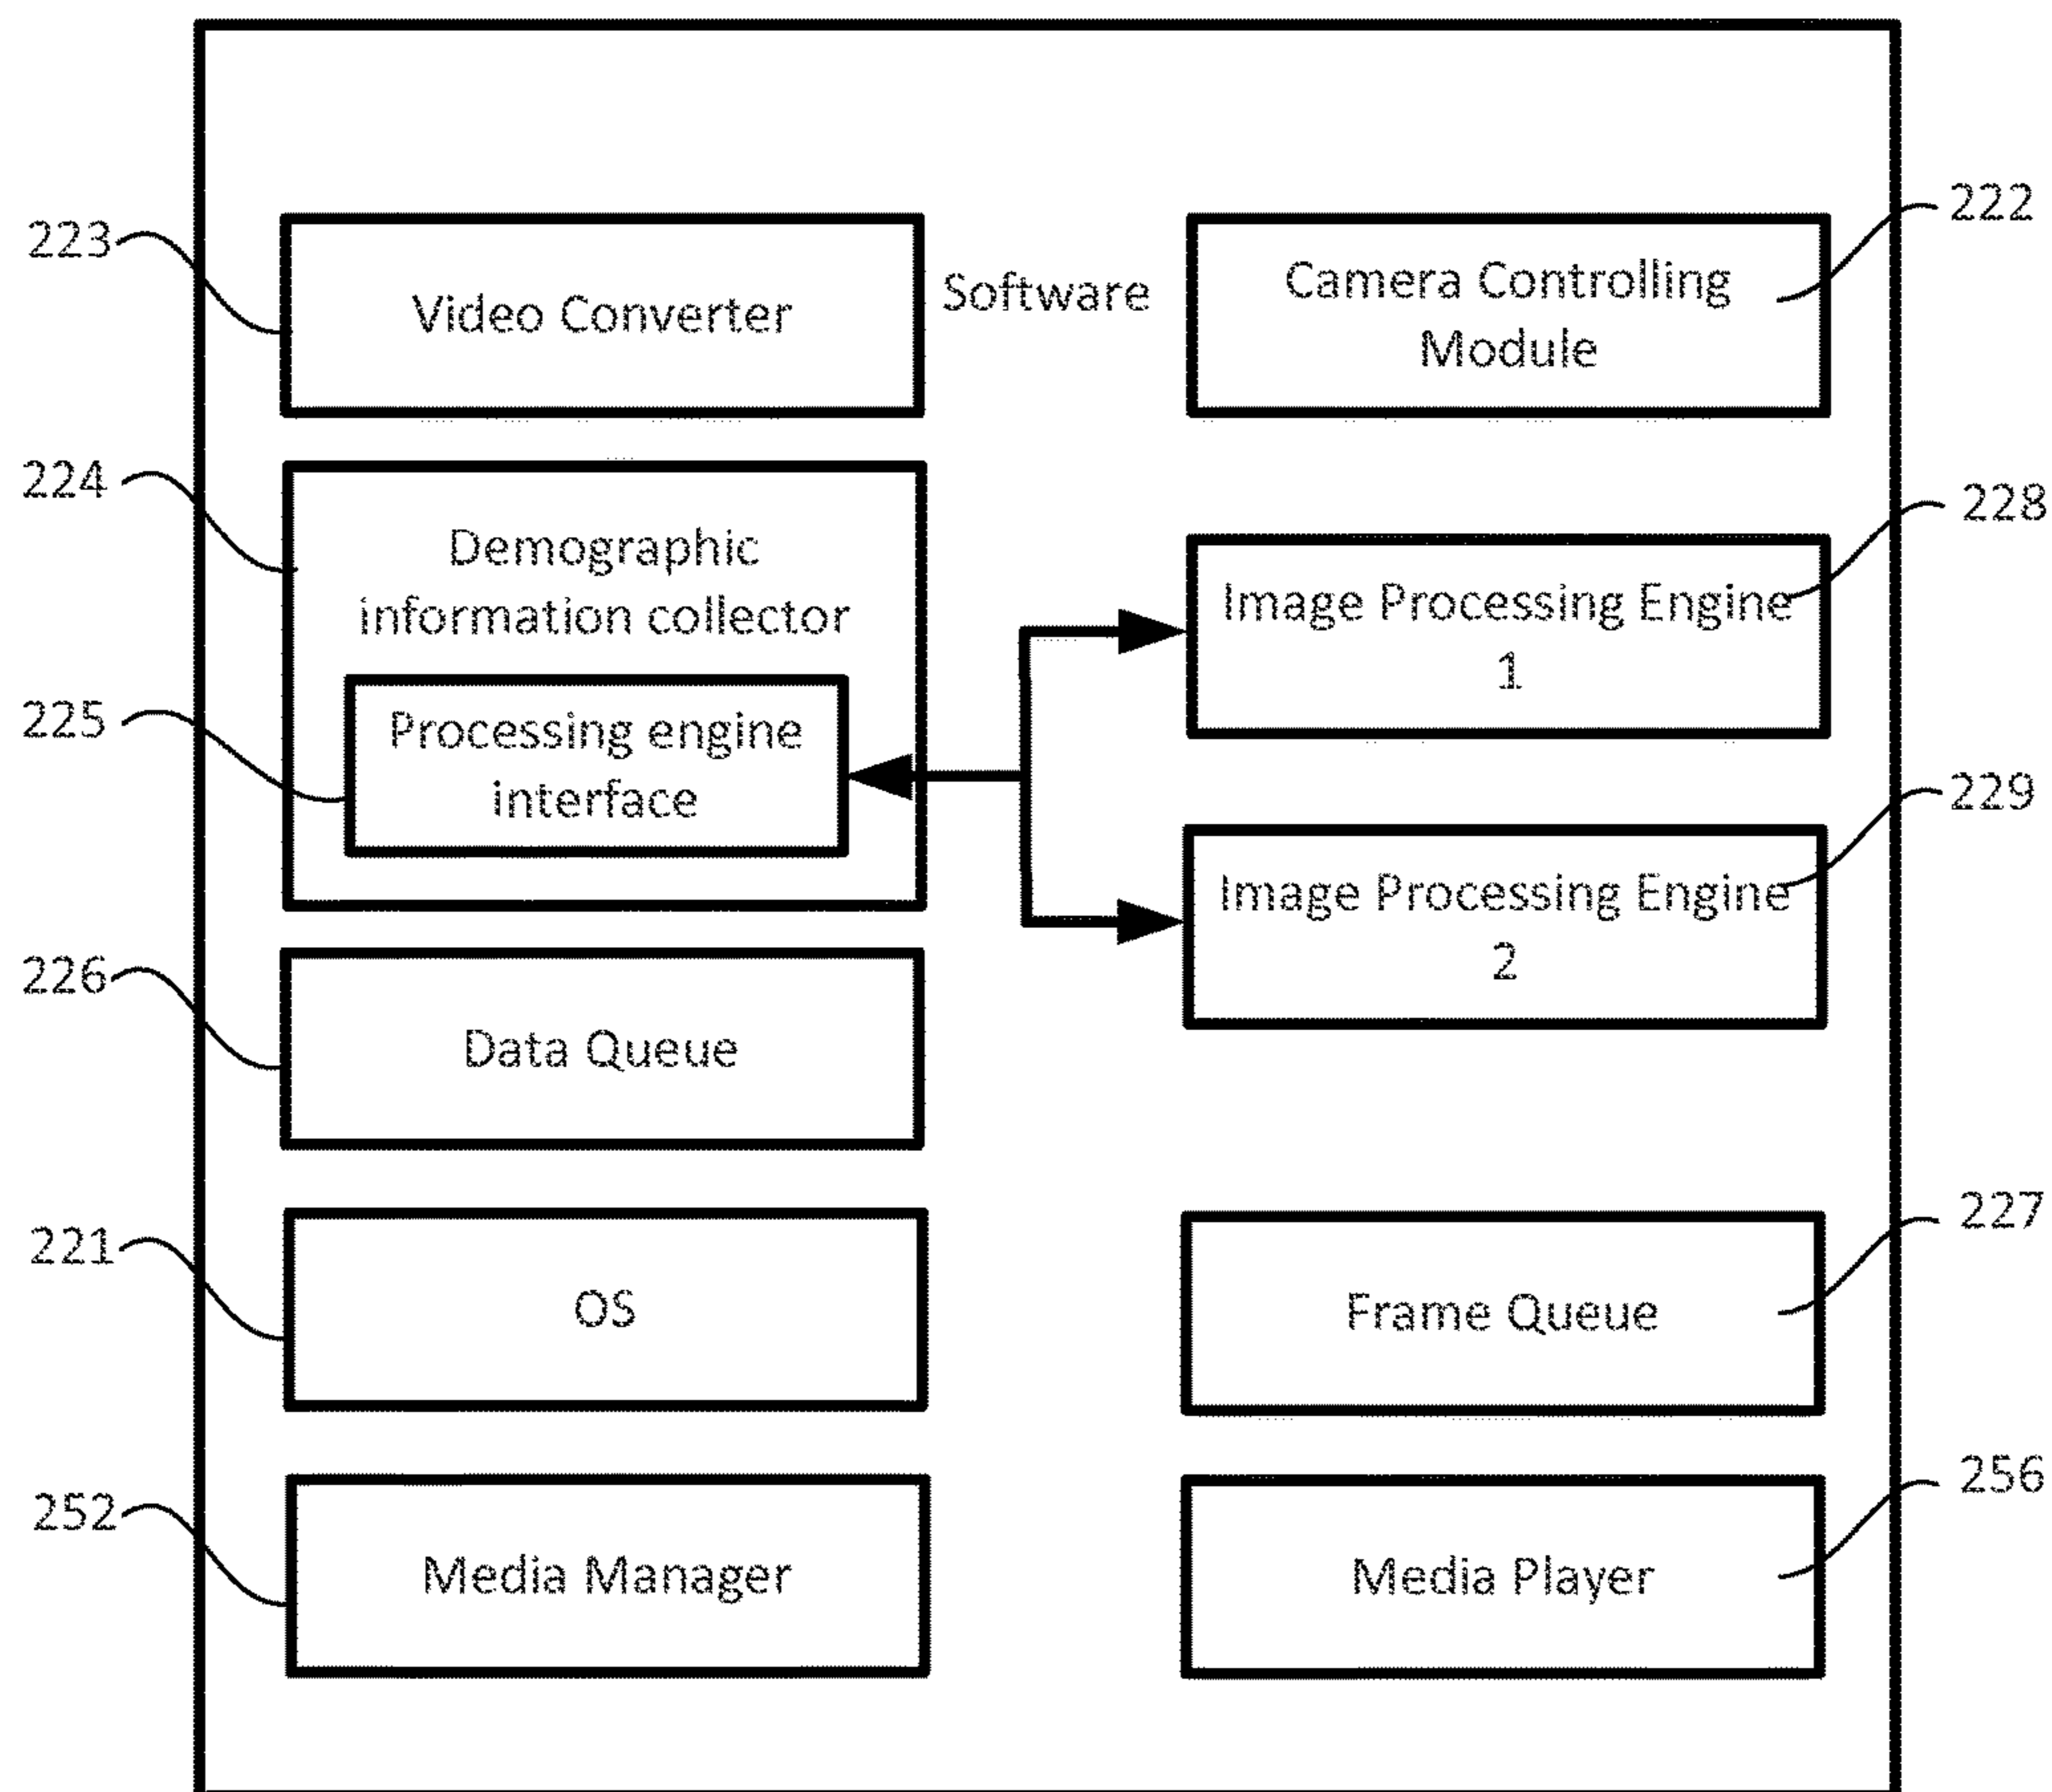 223
Video Converter
Software
Camera Controlling
Module
222
224
Demographic
information collector
225
Processing engine
interface
Image Processing Engine
1
228
Image Processing Engine
2
229
226
Data Queue
221
OS
Frame Queue
227
252
Media Manager
Media Player
256